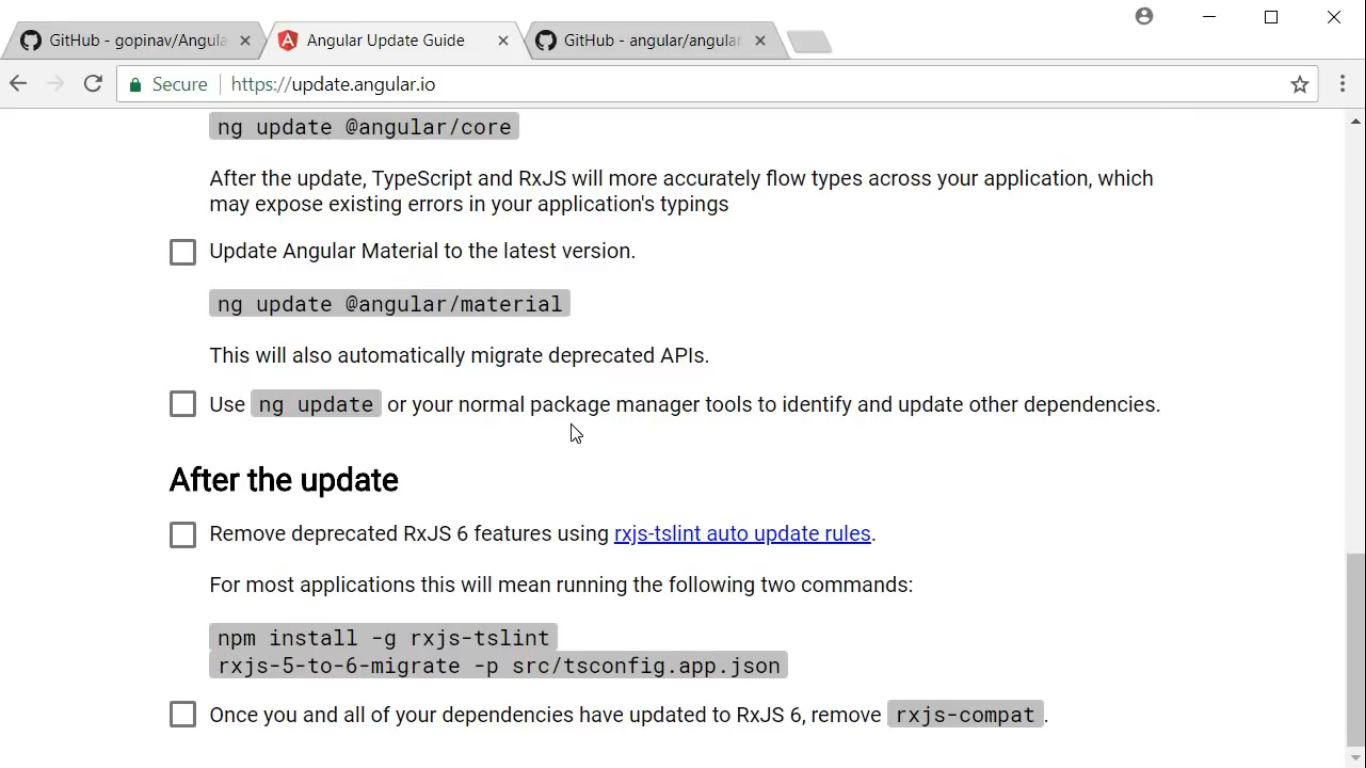 GitHub - gopinav/Angula
Angular Update Guide
GitHub - angular/angular
Secure
https://update.angular.io
ng update @angular/core
After the update, TypeScript and RxJS will more accurately flow types across your application, which
may expose existing errors in your application's typings
Update Angular Material to the latest version.
ng update @angular/material
This will also automatically migrate deprecated APIs.
Use ng update or your normal package manager tools to identify and update other dependencies.
After the update
Remove deprecated RxJS 6 features using rxjs-tslint auto update rules.
For most applications this will mean running the following two commands:
npm install -g rxjs-tslint
rxjs-5-to-6-migrate -p src/tsconfig.app.json
Once you and all of your dependencies have updated to RxJS 6, remove rxjs-compat.